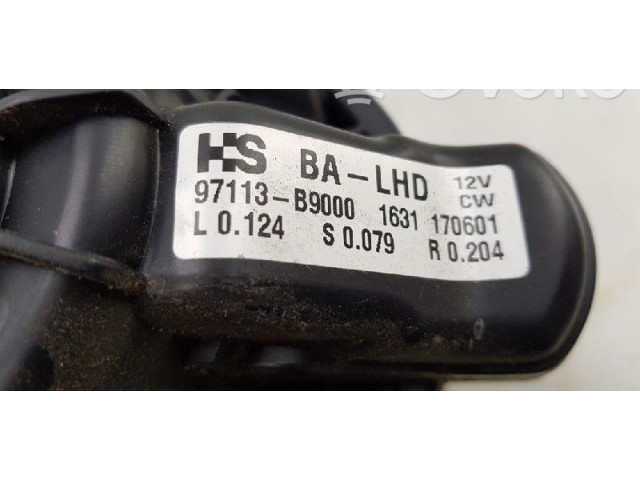 HS BA-LHD 12V
CW
97113-B9000 1631 170601
L 0.124 S 0.079 R 0.204